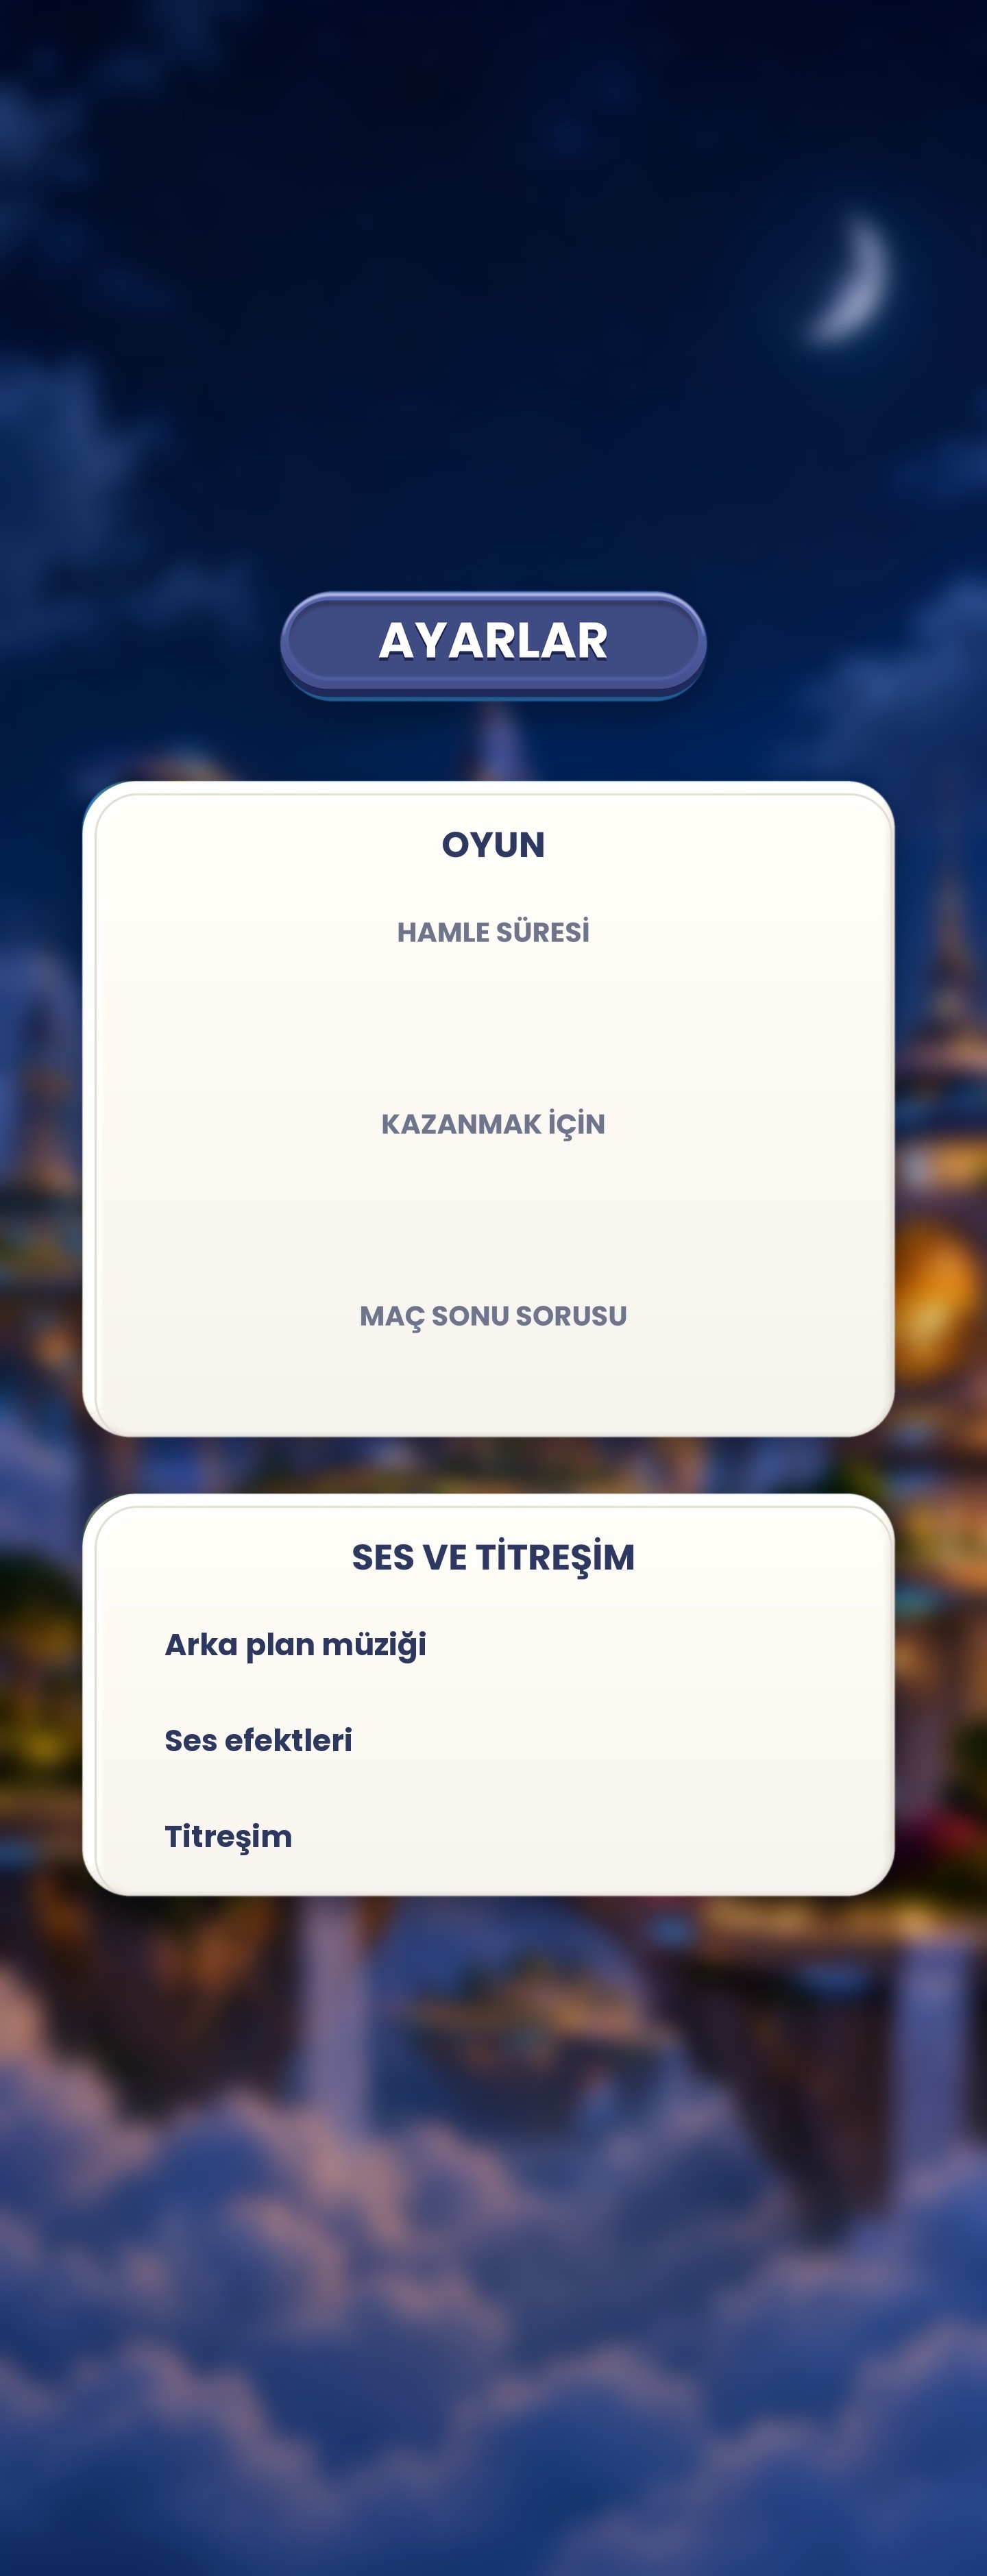 AYARLAR
OYUN
HAMLE SÜRESİ
KAZANMAK İÇİN
MAÇ SONU SORUSU
SES VE TİTREŞİM
Arka plan müziği
Ses efektleri
Titreşim